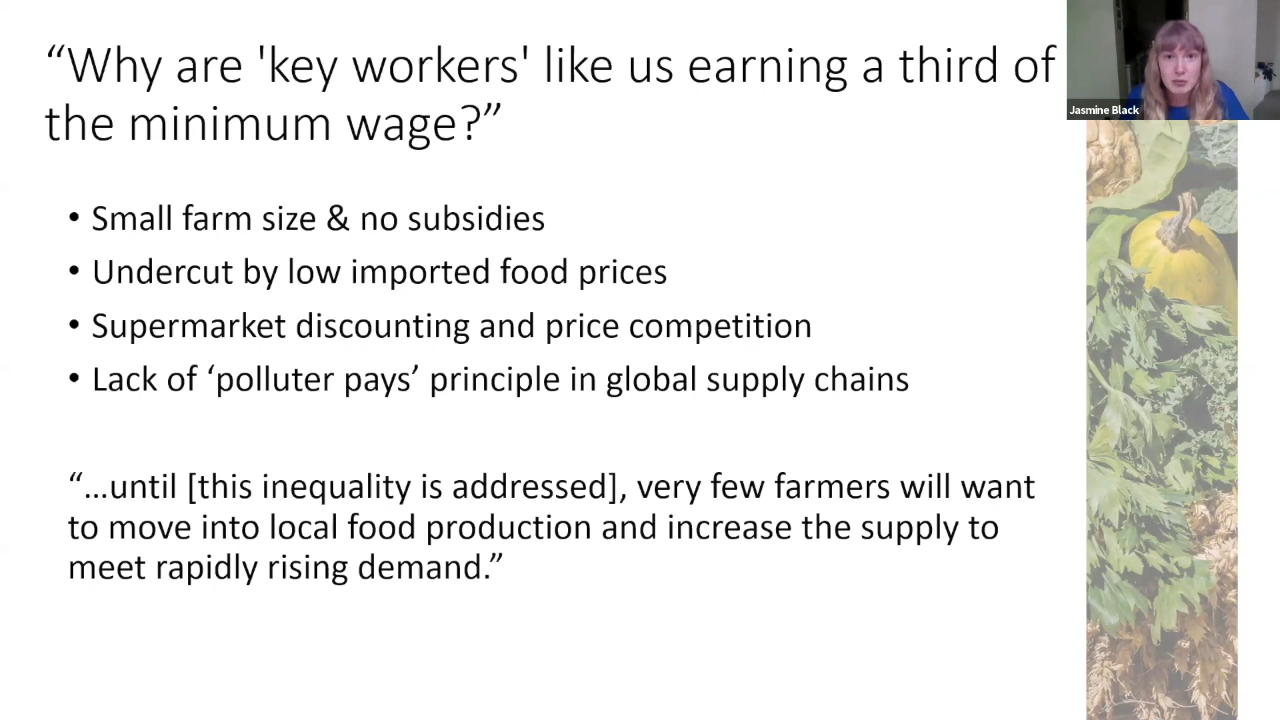 “Why are 'key workers' like us earning a third of
the minimum wage?”
Jasmine Black
• Small farm size & no subsidies
• Undercut by low imported food prices
• Supermarket discounting and price competition
• Lack of ‘polluter pays’ principle in global supply chains
“…until [this inequality is addressed], very few farmers will want
to move into local food production and increase the supply to
meet rapidly rising demand.”